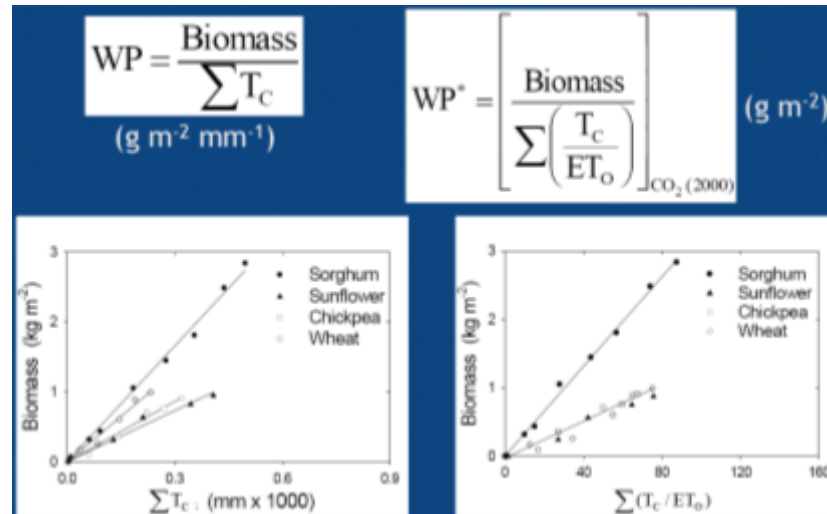 WP = Biomass / ∑ T_C
(g m⁻² mm⁻¹)
WP* = [ Biomass / ∑ ( T_C / ET_O ) ]_CO₂ (2000)
(g m⁻²)
Biomass (kg m⁻²)
3
2
1
0
Sorghum
Sunflower
Chickpea
Wheat
0.0 0.3 0.6 0.9
∑ T_C (mm x 1000)
Biomass (kg m⁻²)
3
2
1
0
Sorghum
Sunflower
Chickpea
Wheat
0 40 80 120 160
∑ (T_C / ET_O)